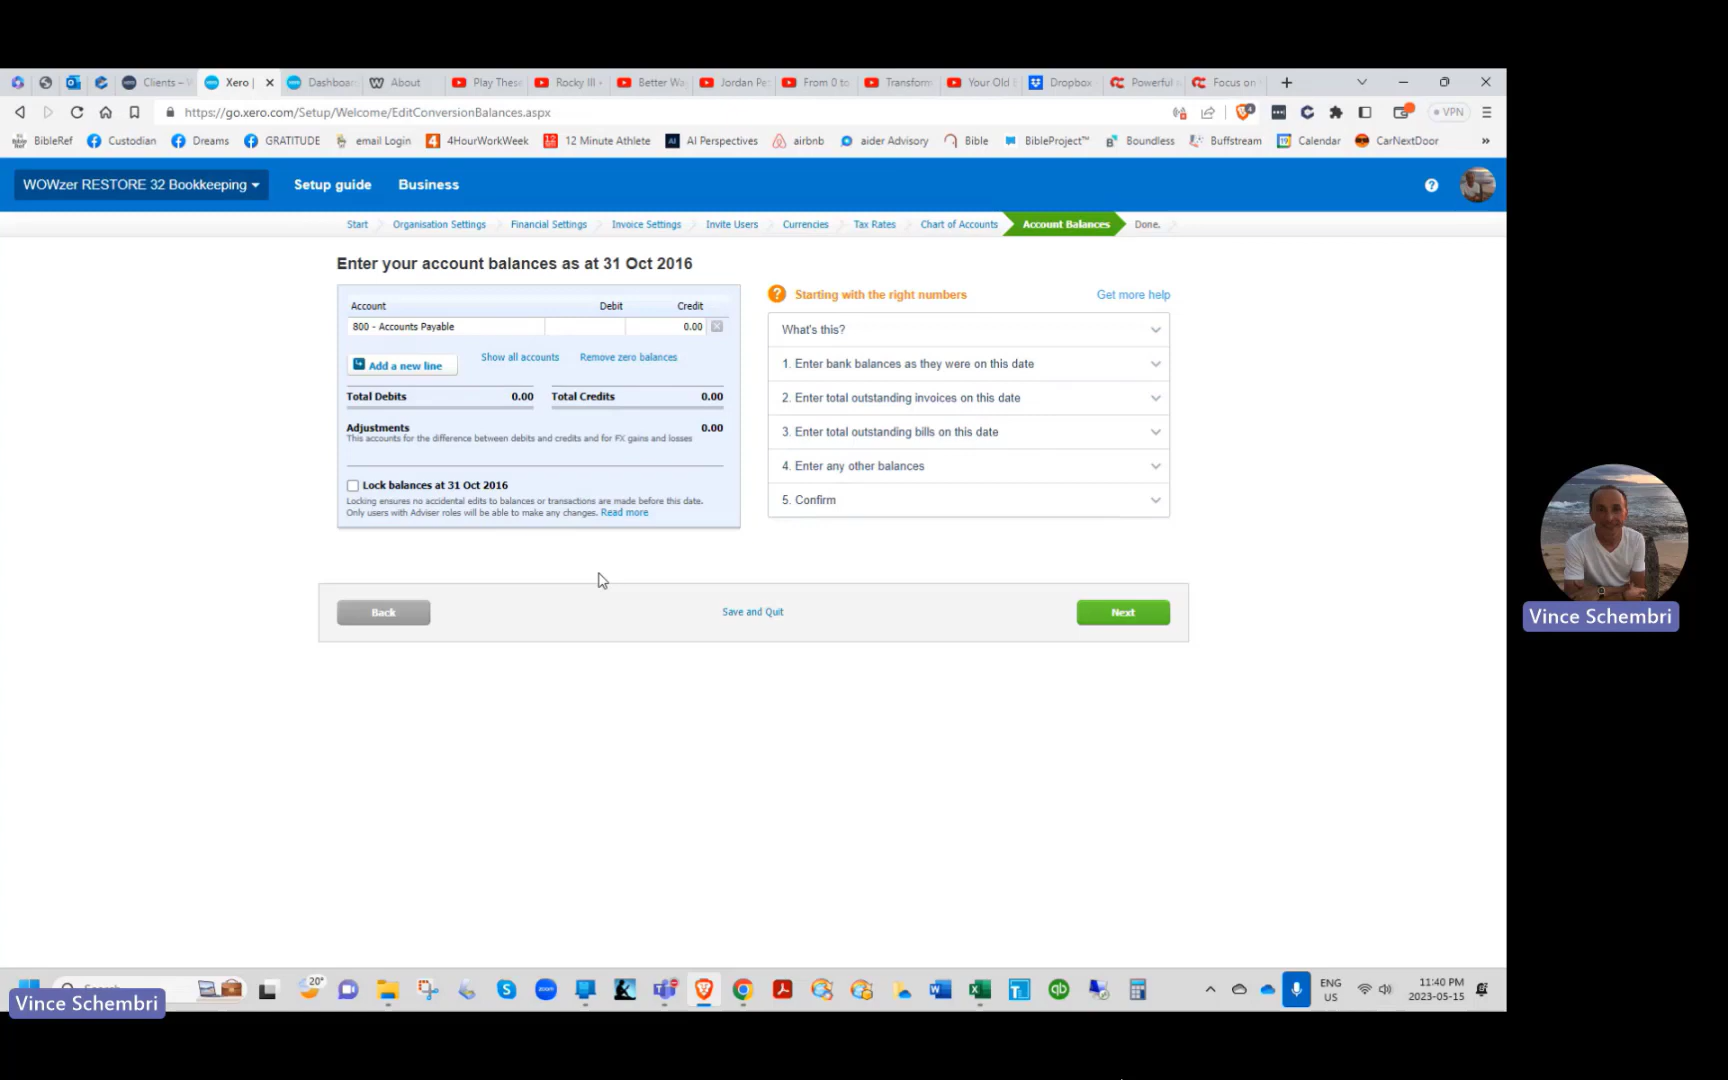 Clients –
Xero |
Dashboar
About
Play These
Rocky III
Better Wa
Jordan Pe
From 0 to
Transform
Your Old
Dropbox
Powerful
Focus on
https://go.xero.com/Setup/Welcome/EditConversionBalances.aspx
VPN
BibleRef
Custodian
Dreams
GRATITUDE
email Login
4HourWorkWeek
12 Minute Athlete
AI Perspectives
airbnb
aider Advisory
Bible
BibleProject™
Boundless
Buffstream
Calendar
CarNextDoor
»
WOWzer RESTORE 32 Bookkeeping
Setup guide
Business
Start
Organisation Settings
Financial Settings
Invoice Settings
Invite Users
Currencies
Tax Rates
Chart of Accounts
Account Balances
Done.
Enter your account balances as at 31 Oct 2016
Account Debit Credit
800 - Accounts Payable 0.00
Add a new line
Show all accounts
Remove zero balances
Total Debits 0.00 Total Credits 0.00
Adjustments 0.00
This accounts for the difference between debits and credits and for FX gains and losses
Lock balances at 31 Oct 2016
Locking ensures no accidental edits to balances or transactions are made before this date.
Only users with Adviser roles will be able to make any changes. Read more
Starting with the right numbers
Get more help
What's this?
1. Enter bank balances as they were on this date
2. Enter total outstanding invoices on this date
3. Enter total outstanding bills on this date
4. Enter any other balances
5. Confirm
Back
Save and Quit
Next
Vince Schembri
20°
ENG
US
11:40 PM
2023-05-15
Vince Schembri